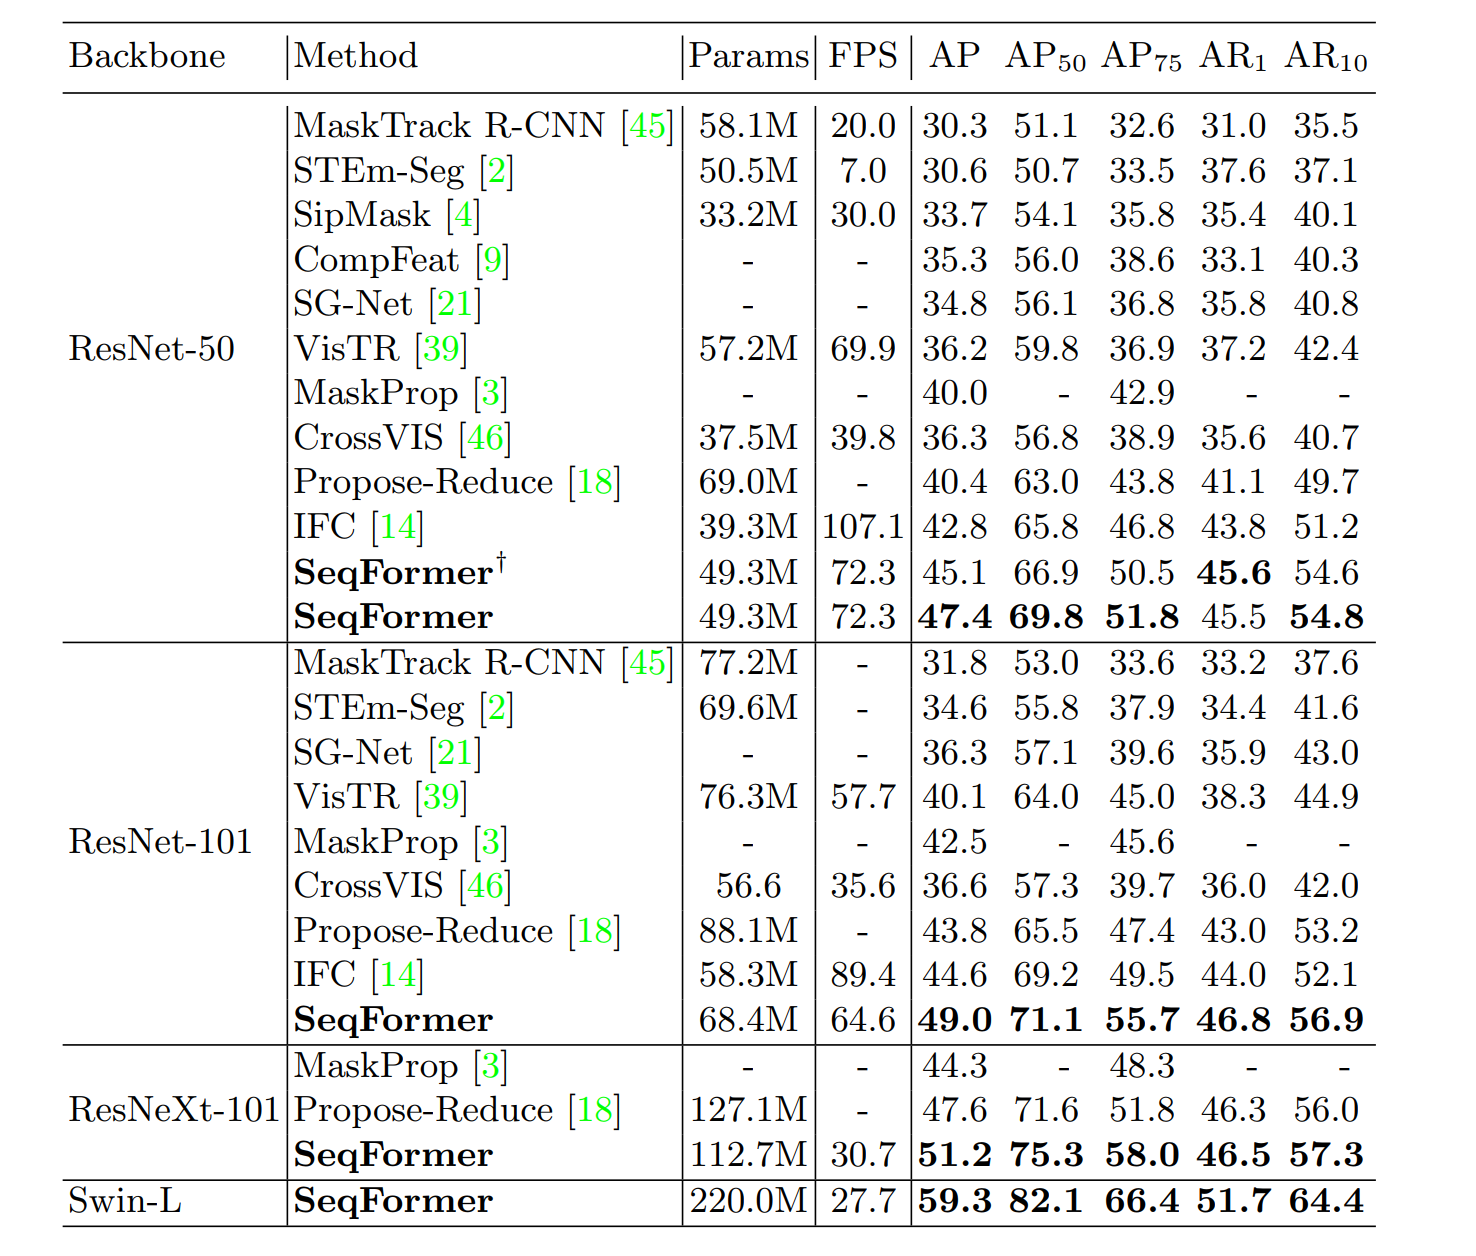 Backbone Method Params FPS AP AP50 AP75 AR1 AR10
MaskTrack R-CNN [45] 58.1M 20.0 30.3 51.1 32.6 31.0 35.5
STEm-Seg [2] 50.5M 7.0 30.6 50.7 33.5 37.6 37.1
SipMask [4] 33.2M 30.0 33.7 54.1 35.8 35.4 40.1
CompFeat [9] - - 35.3 56.0 38.6 33.1 40.3
SG-Net [21] - - 34.8 56.1 36.8 35.8 40.8
ResNet-50 VisTR [39] 57.2M 69.9 36.2 59.8 36.9 37.2 42.4
MaskProp [3] - - 40.0 - 42.9 - -
CrossVIS [46] 37.5M 39.8 36.3 56.8 38.9 35.6 40.7
Propose-Reduce [18] 69.0M - 40.4 63.0 43.8 41.1 49.7
IFC [14] 39.3M 107.1 42.8 65.8 46.8 43.8 51.2
SeqFormer† 49.3M 72.3 45.1 66.9 50.5 45.6 54.6
SeqFormer 49.3M 72.3 47.4 69.8 51.8 45.5 54.8
MaskTrack R-CNN [45] 77.2M - 31.8 53.0 33.6 33.2 37.6
STEm-Seg [2] 69.6M - 34.6 55.8 37.9 34.4 41.6
SG-Net [21] - - 36.3 57.1 39.6 35.9 43.0
VisTR [39] 76.3M 57.7 40.1 64.0 45.0 38.3 44.9
ResNet-101 MaskProp [3] - - 42.5 - 45.6 - -
CrossVIS [46] 56.6 35.6 36.6 57.3 39.7 36.0 42.0
Propose-Reduce [18] 88.1M - 43.8 65.5 47.4 43.0 53.2
IFC [14] 58.3M 89.4 44.6 69.2 49.5 44.0 52.1
SeqFormer 68.4M 64.6 49.0 71.1 55.7 46.8 56.9
MaskProp [3] - - 44.3 - 48.3 - -
ResNeXt-101 Propose-Reduce [18] 127.1M - 47.6 71.6 51.8 46.3 56.0
SeqFormer 112.7M 30.7 51.2 75.3 58.0 46.5 57.3
Swin-L SeqFormer 220.0M 27.7 59.3 82.1 66.4 51.7 64.4